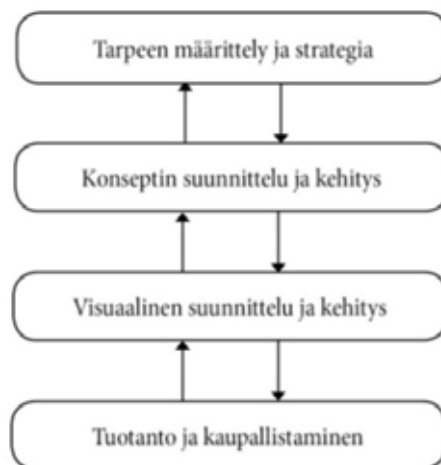 Tarpeen määrittely ja strategia
Konseptin suunnittelu ja kehitys
Visuaalinen suunnittelu ja kehitys
Tuotanto ja kaupallistaminen